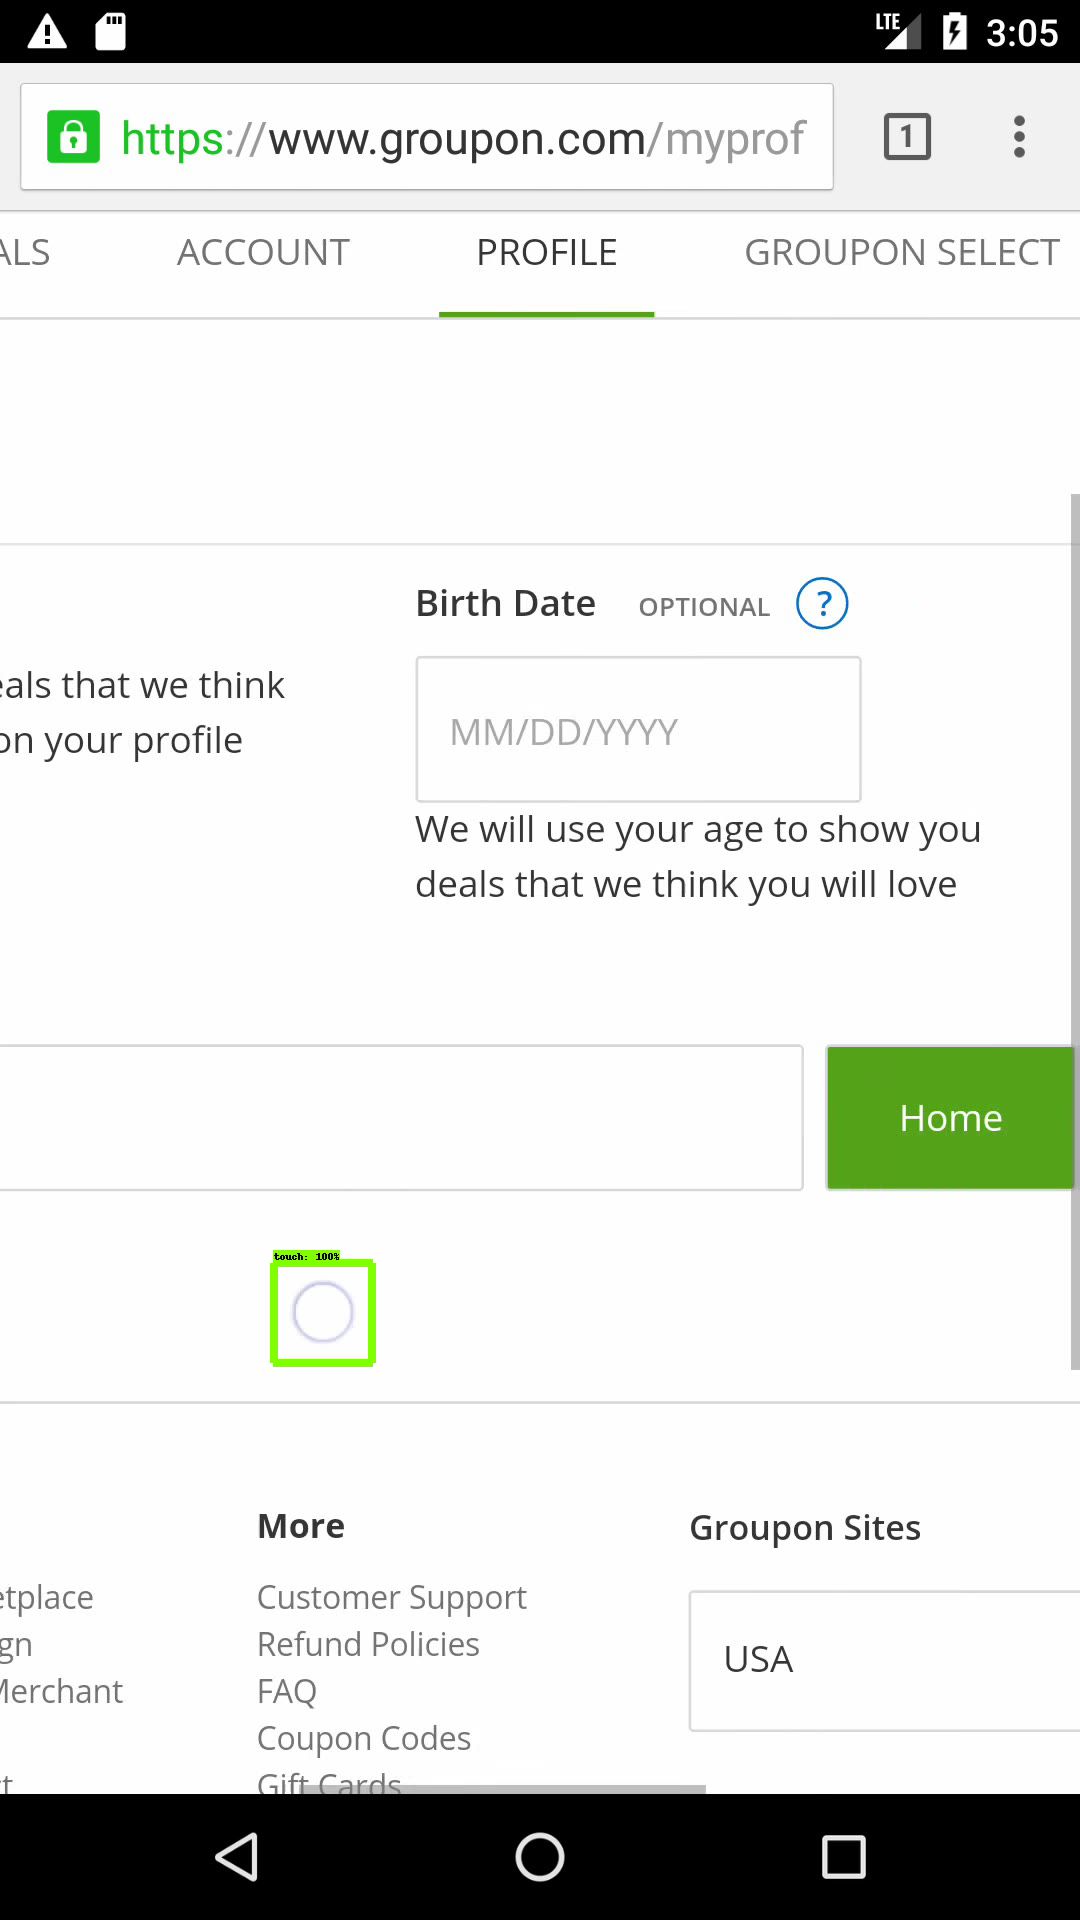 LTE 3:05
https://www.groupon.com/myprof 1
ALS ACCOUNT PROFILE GROUPON SELECT
Birth Date OPTIONAL ?
eals that we think
on your profile
MM/DD/YYYY
We will use your age to show you
deals that we think you will love
Home
touch: 100%
More
Groupon Sites
etplace
Customer Support
gn
Refund Policies
USA
Merchant
FAQ
Coupon Codes
t
Gift Cards